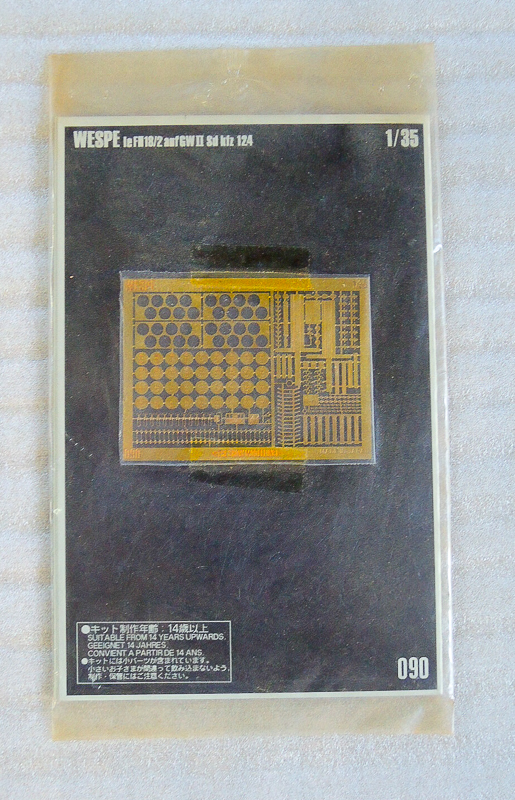 WESPE leFH18/2 auf GW II Sd kfz 124
1/35
●キット制作年齢：14歳以上
SUITABLE FROM 14 YEARS UPWARDS.
GEEIGNET 14 JAHRES.
CONVIENT A PARTIR DE 14 ANS.
●キットには小パーツが含まれています。
小さいお子さまが間違って飲み込まないよう、
制作・保管にはご注意ください。
090